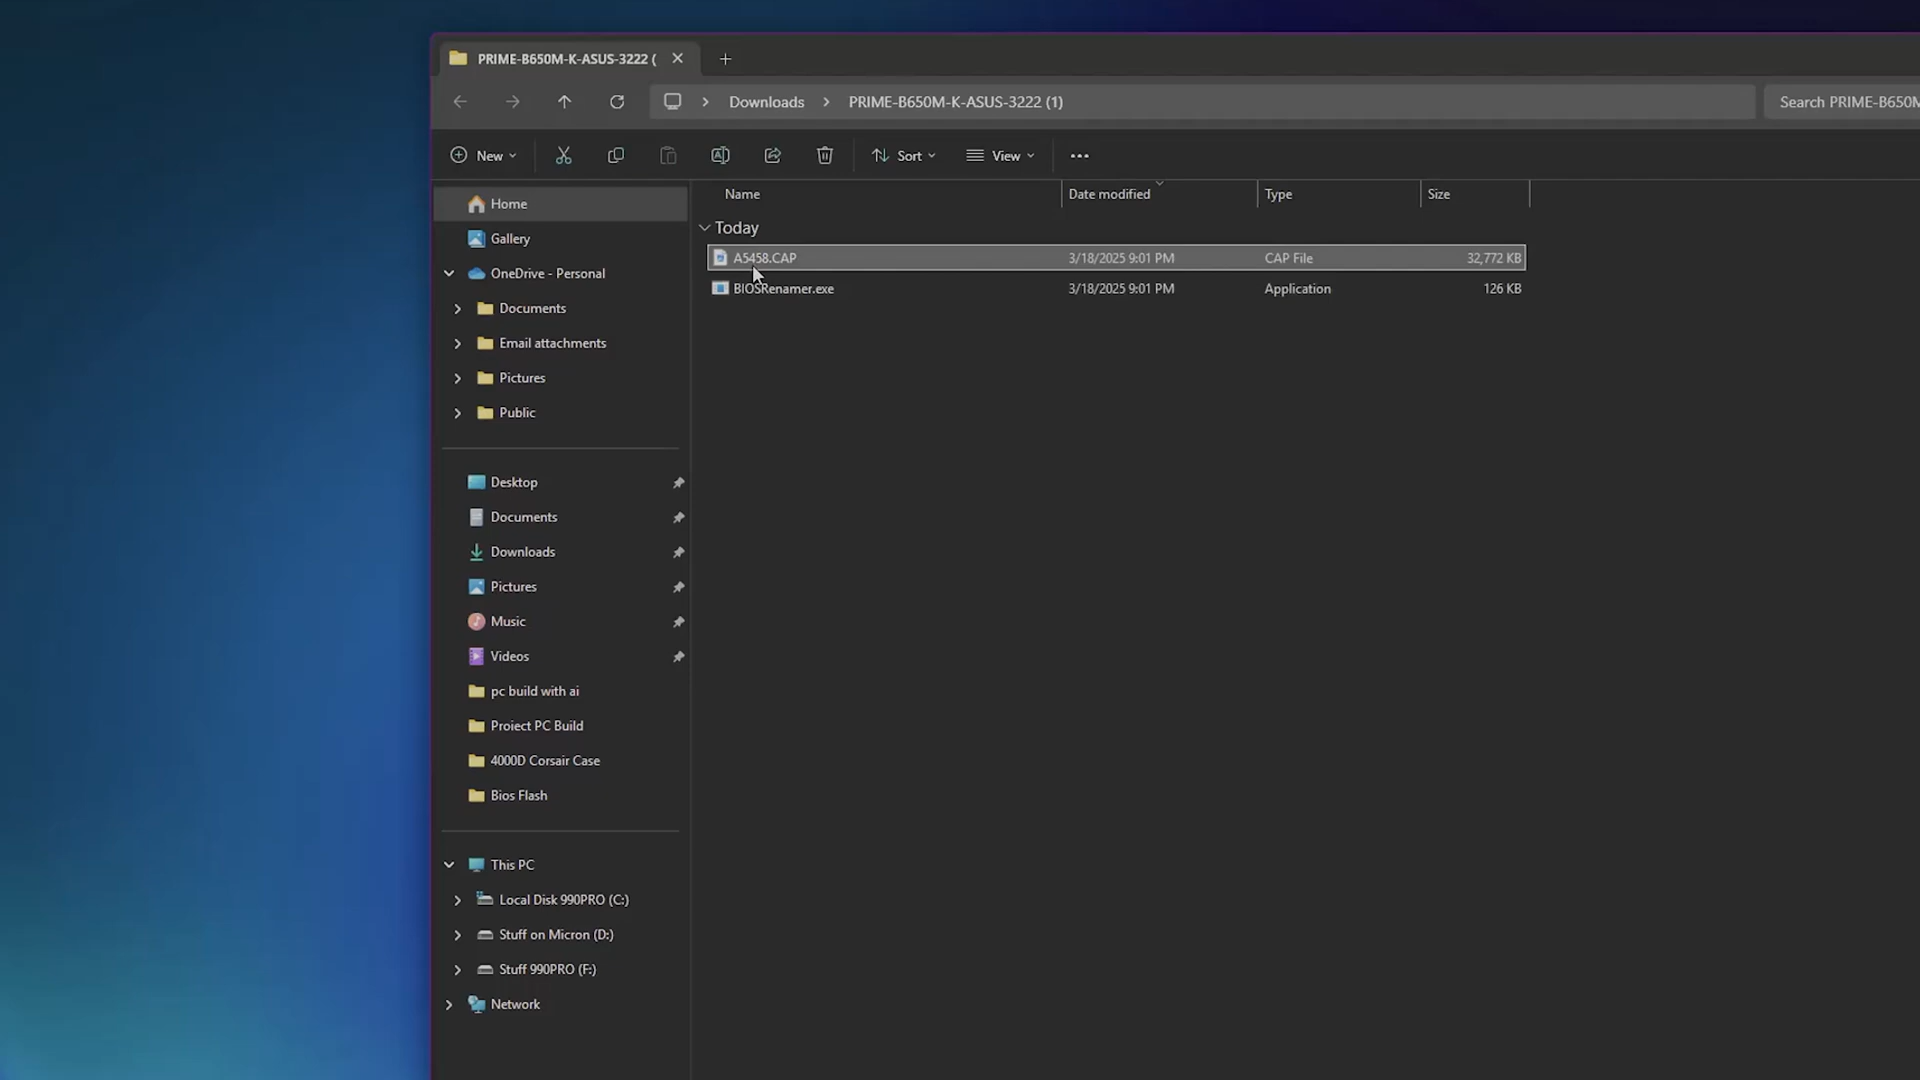 PRIME-B650M-K-ASUS-3222 (
Downloads
PRIME-B650M-K-ASUS-3222 (1)
Search PRIME-B650M
New
Sort
View
Name
Date modified
Type
Size
Home
Gallery
OneDrive - Personal
Documents
Email attachments
Pictures
Public
Desktop
Documents
Downloads
Pictures
Music
Videos
pc build with ai
Project PC Build
4000D Corsair Case
Bios Flash
This PC
Local Disk 990PRO (C:)
Stuff on Micron (D:)
Stuff 990PRO (F:)
Network
Today
A5458.CAP 3/18/2025 9:01 PM CAP File 32,772 KB
BIOSRenamer.exe 3/18/2025 9:01 PM Application 126 KB